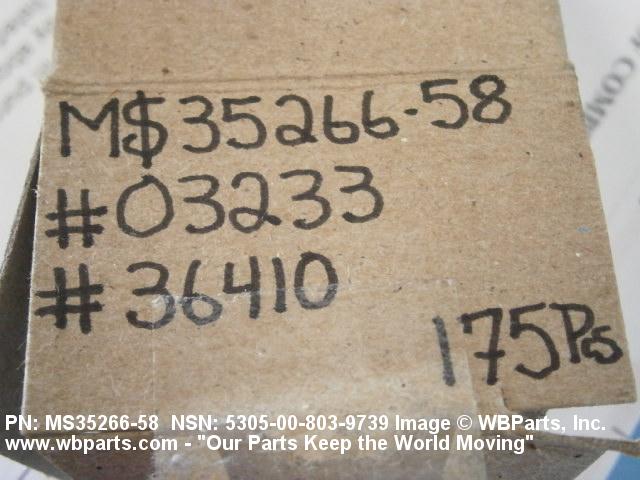 M$35266-58
#03233
#36410
175Pcs
PN: MS35266-58 NSN: 5305-00-803-9739 Image © WBParts, Inc.
www.wbparts.com - "Our Parts Keep the World Moving"